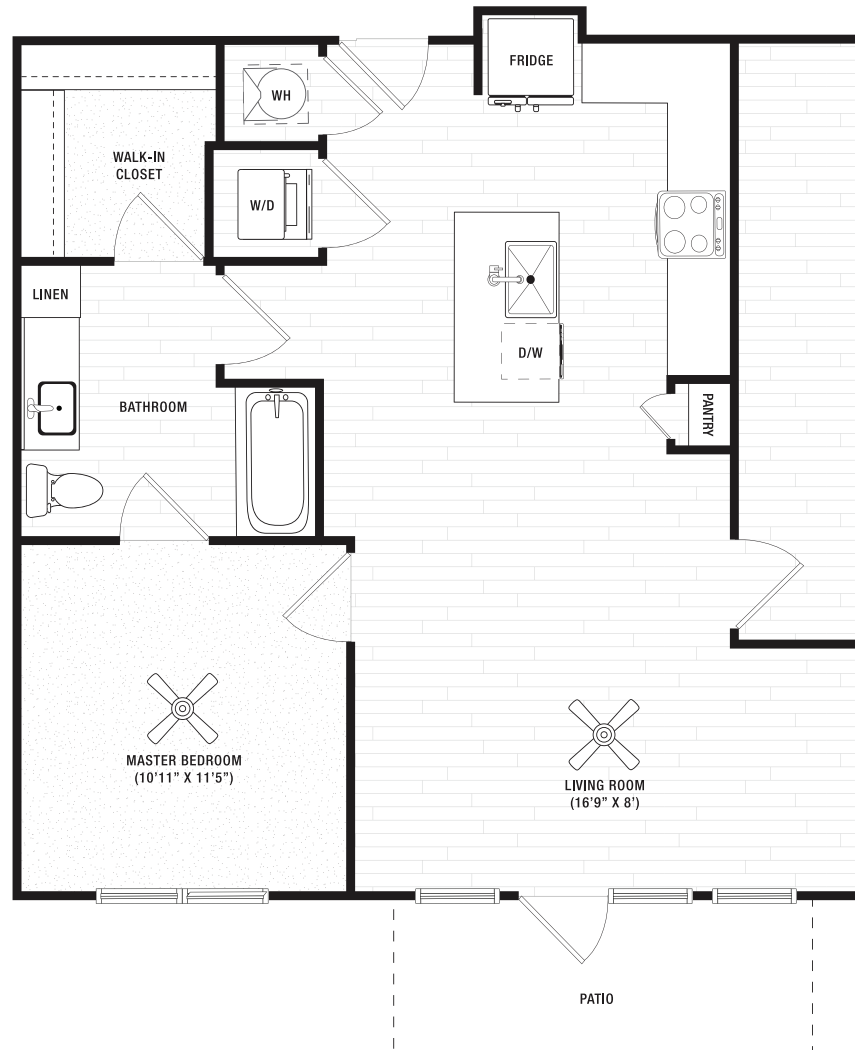 FRIDGE
WH
WALK-IN
CLOSET
W/D
LINEN
D/W
PANTRY
BATHROOM
MASTER BEDROOM
(10'11” X 11'5”)
LIVING ROOM
(16'9” X 8')
PATIO